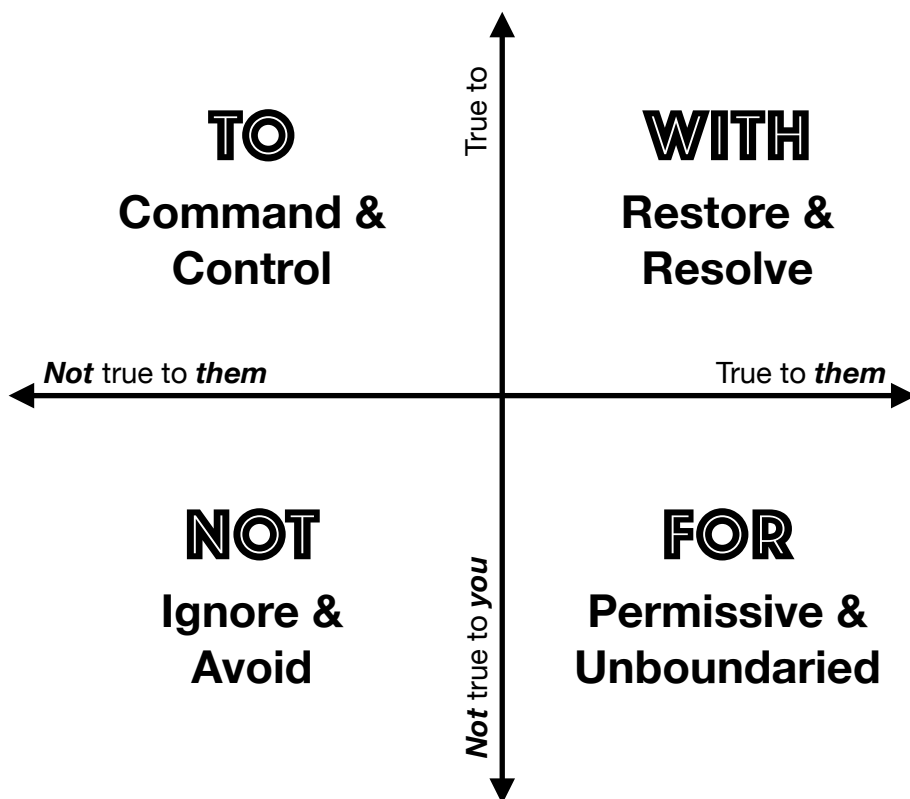 True to
TO
Command &
Control
WITH
Restore &
Resolve
Not true to them
True to them
NOT
Ignore &
Avoid
Not true to you
FOR
Permissive &
Unboundaried